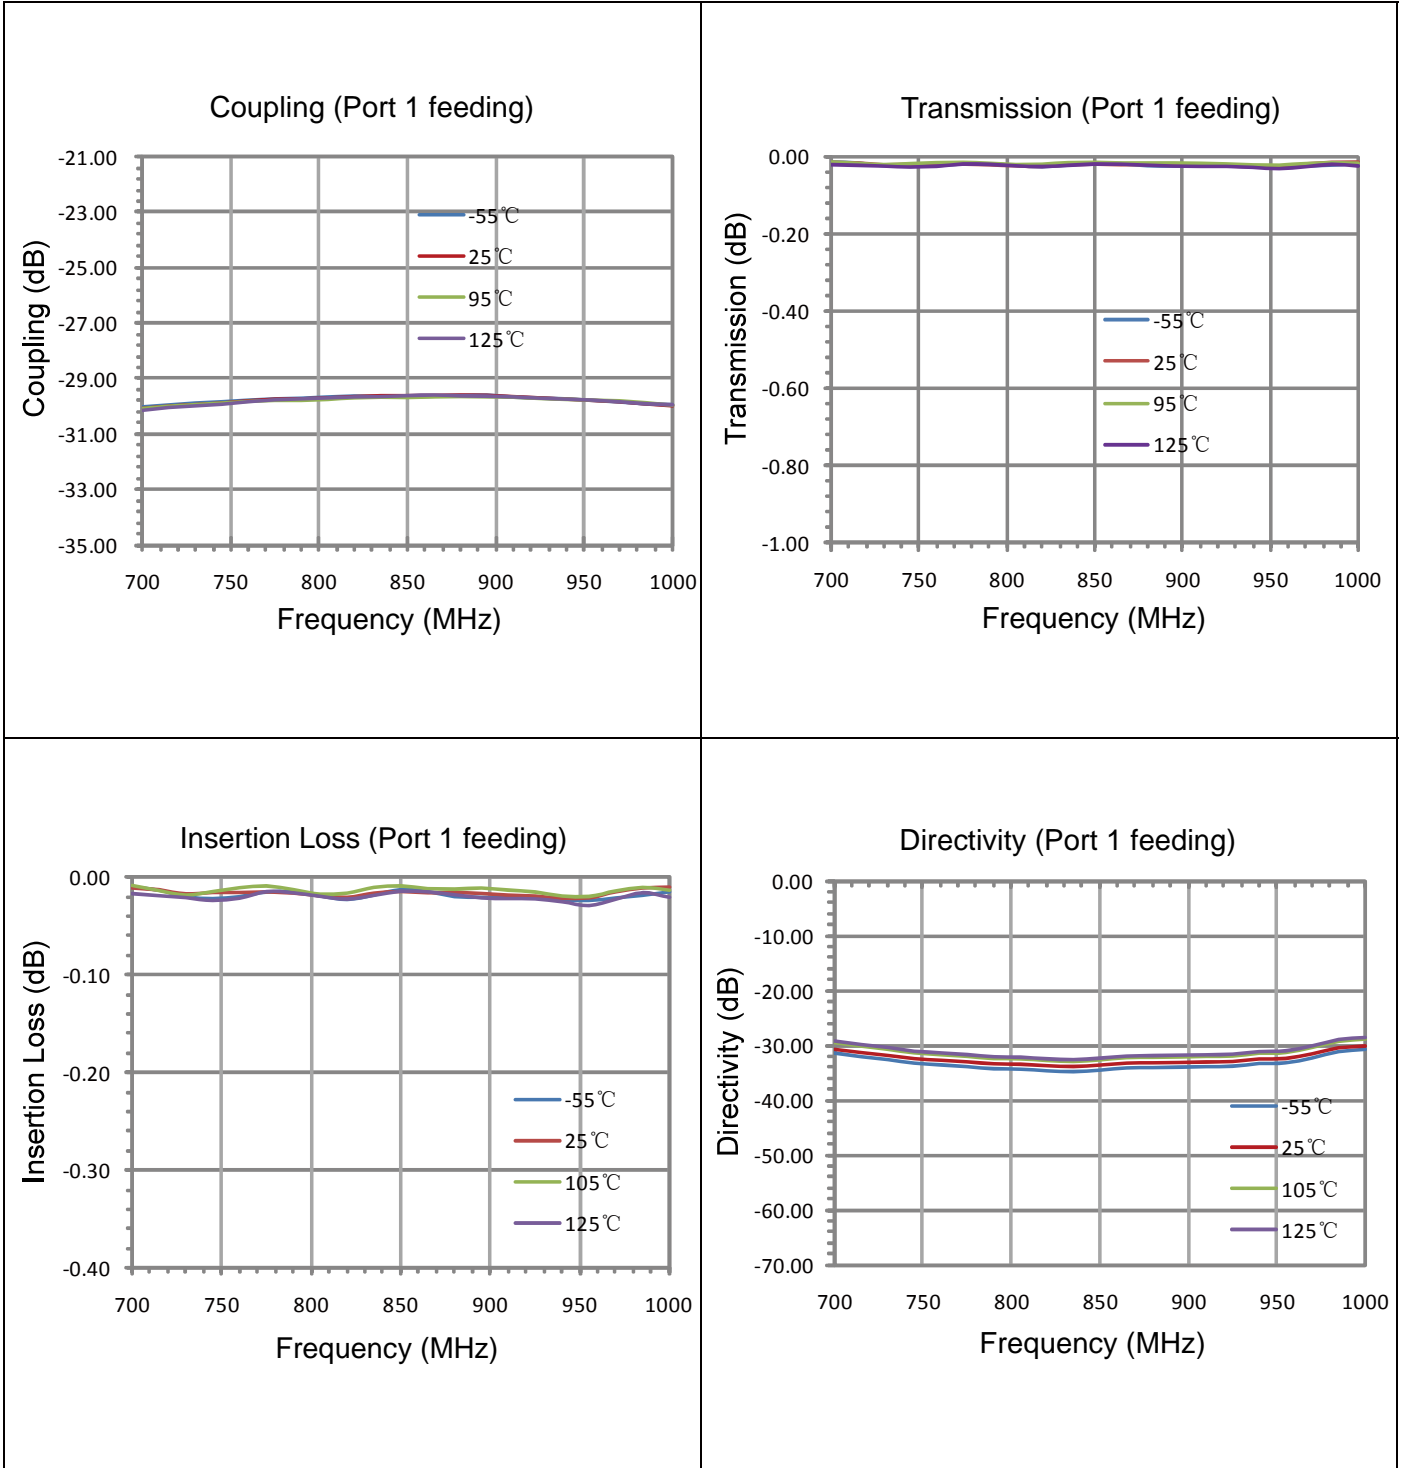 Coupling (Port 1 feeding)
Coupling (dB)
-21.00
-23.00
-25.00
-27.00
-29.00
-31.00
-33.00
-35.00
-55℃
25℃
95℃
125℃
700 750 800 850 900 950 1000
Frequency (MHz)
Transmission (Port 1 feeding)
Transmission (dB)
0.00
-0.20
-0.40
-0.60
-0.80
-1.00
-55℃
25℃
95℃
125℃
700 750 800 850 900 950 1000
Frequency (MHz)
Insertion Loss (Port 1 feeding)
Insertion Loss (dB)
0.00
-0.10
-0.20
-0.30
-0.40
-55℃
25℃
105℃
125℃
700 750 800 850 900 950 1000
Frequency (MHz)
Directivity (Port 1 feeding)
Directivity (dB)
0.00
-10.00
-20.00
-30.00
-40.00
-50.00
-60.00
-70.00
-55℃
25℃
105℃
125℃
700 750 800 850 900 950 1000
Frequency (MHz)